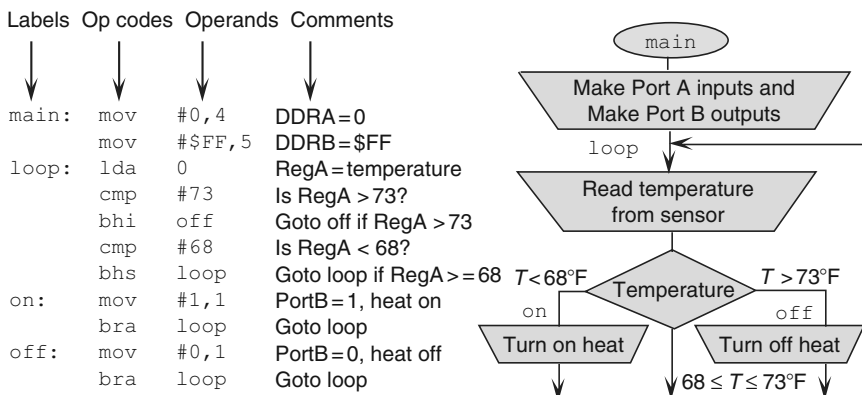 Labels Op codes Operands Comments
main: mov #0,4 DDRA=0
mov #$FF,5 DDRB=$FF
loop: lda 0 RegA=temperature
cmp #73 Is RegA >73?
bhi off Goto off if RegA >73
cmp #68 Is RegA < 68?
bhs loop Goto loop if RegA>=68
on: mov #1,1 PortB=1, heat on
bra loop Goto loop
off: mov #0,1 PortB=0, heat off
bra loop Goto loop
main
Make Port A inputs and
Make Port B outputs
loop
Read temperature
from sensor
T<68°F
Temperature
T >73°F
on
off
Turn on heat
Turn off heat
68 ≤ T≤73°F